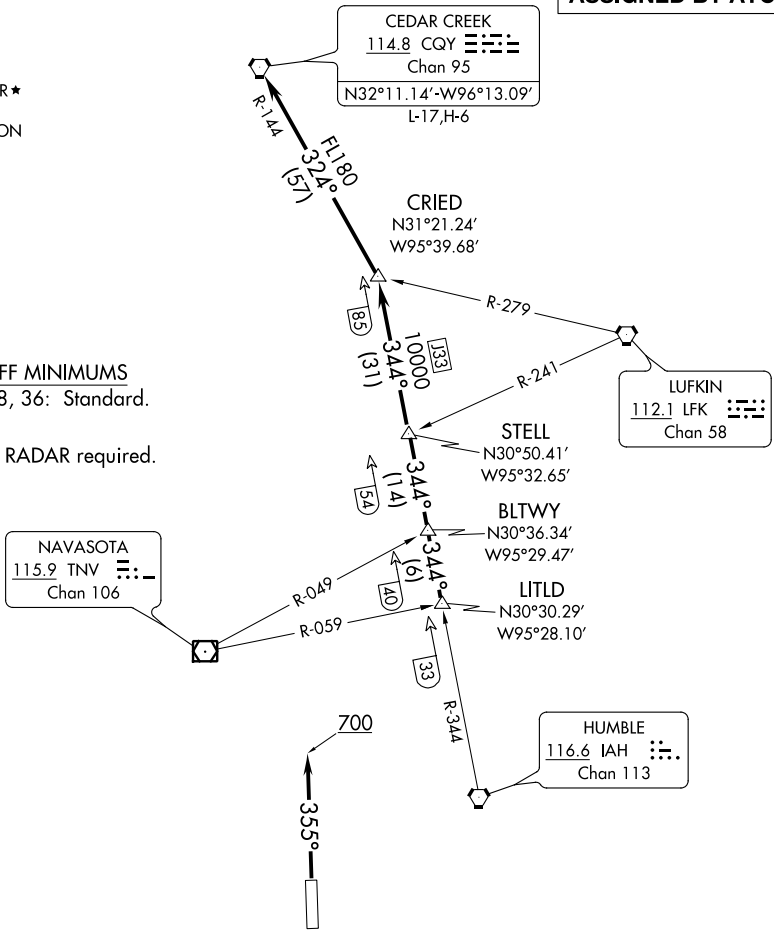 ASSIGNED BY ATC
CEDAR CREEK
114.8 CQY
Chan 95
N32°11.14'-W96°13.09'
L-17,H-6
R★
ON
R-144
FL180
324°
(57)
CRIED
N31°21.24'
W95°39.68'
R-279
85
10000
J33
344°
(31)
R-241
LUFKIN
112.1 LFK
Chan 58
FF MINIMUMS
8, 36: Standard.
RADAR required.
STELL
N30°50.41'
W95°32.65'
54
344°
(14)
BLTWY
N30°36.34'
W95°29.47'
NAVASOTA
115.9 TNV
Chan 106
R-049
40
344°
(6)
LITLD
N30°30.29'
W95°28.10'
R-059
33
R-344
700
355°
HUMBLE
116.6 IAH
Chan 113